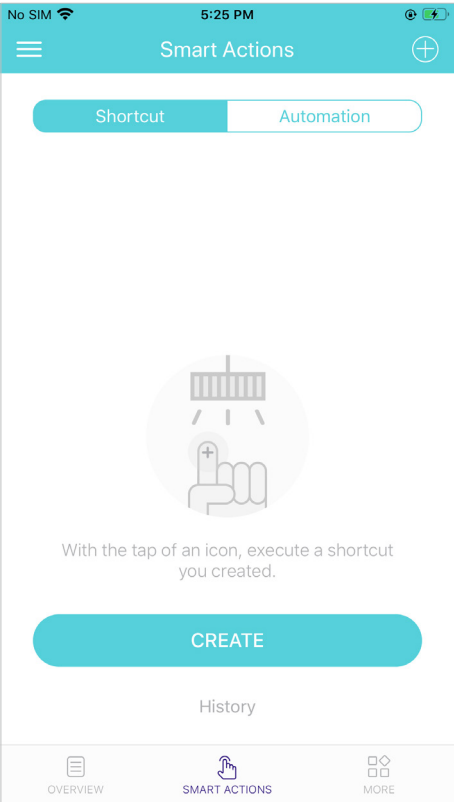 No SIM 5:25 PM
Smart Actions
Shortcut Automation
With the tap of an icon, execute a shortcut
you created.
CREATE
History
OVERVIEW SMART ACTIONS MORE